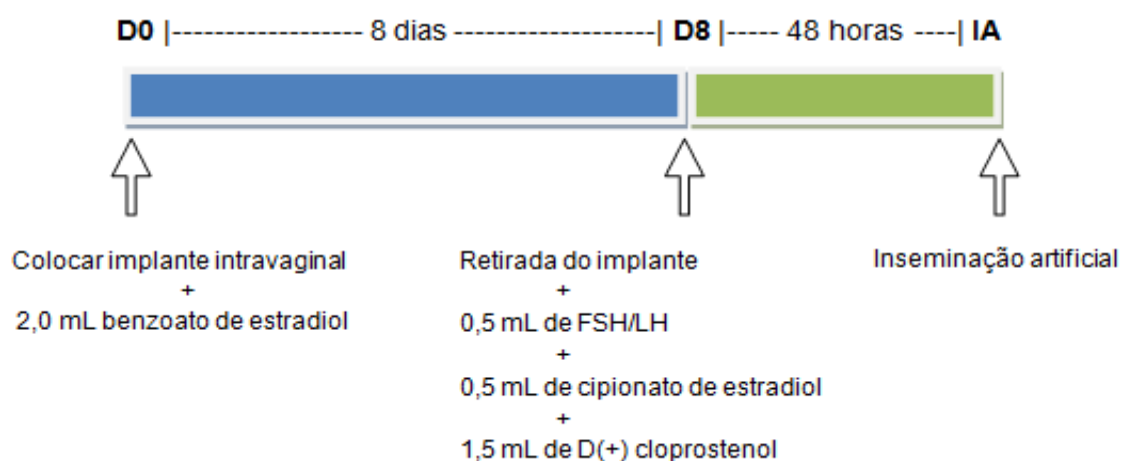 D0 |------------------ 8 dias -------------------| D8 |----- 48 horas ----| IA
Colocar implante intravaginal
+
2,0 mL benzoato de estradiol
Retirada do implante
+
0,5 mL de FSH/LH
+
0,5 mL de cipionato de estradiol
+
1,5 mL de D(+) cloprostenol
Inseminação artificial